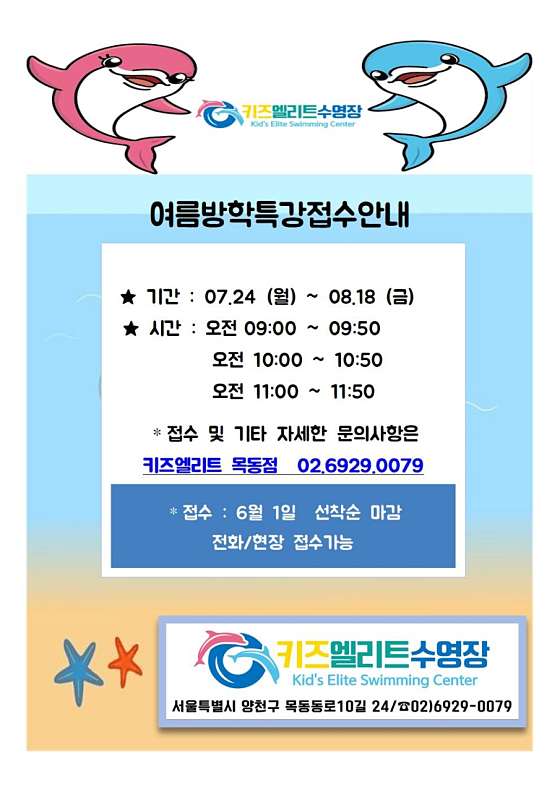 키즈엘리트수영장
Kid's Elite Swimming Center
여름방학특강접수안내
★ 기간 : 07.24 (월) ~ 08.18 (금)
★ 시간 : 오전 09:00 ~ 09:50
오전 10:00 ~ 10:50
오전 11:00 ~ 11:50
* 접수 및 기타 자세한 문의사항은
키즈엘리트 목동점 02.6929.0079
* 접수 : 6월 1일 선착순 마감
전화/현장 접수가능
키즈엘리트수영장
Kid's Elite Swimming Center
서울특별시 양천구 목동동로10길 24/☎02)6929-0079